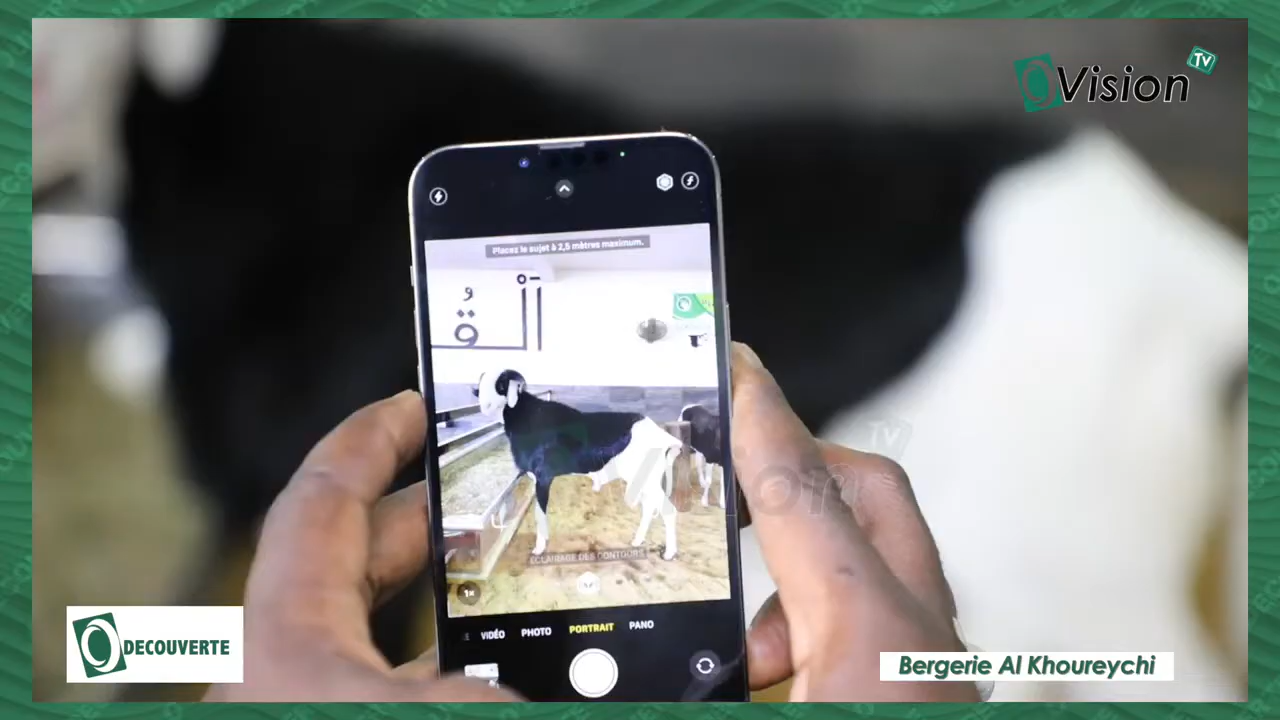 Vision
Tv
Placez le sujet à 2,5 mètres maximum.
ٱلْقُ
ÉCLAIRAGE DES CONTOURS
1×
VIDÉO PHOTO PORTRAIT PANO
DECOUVERTE
Bergerie Al Khoureychi